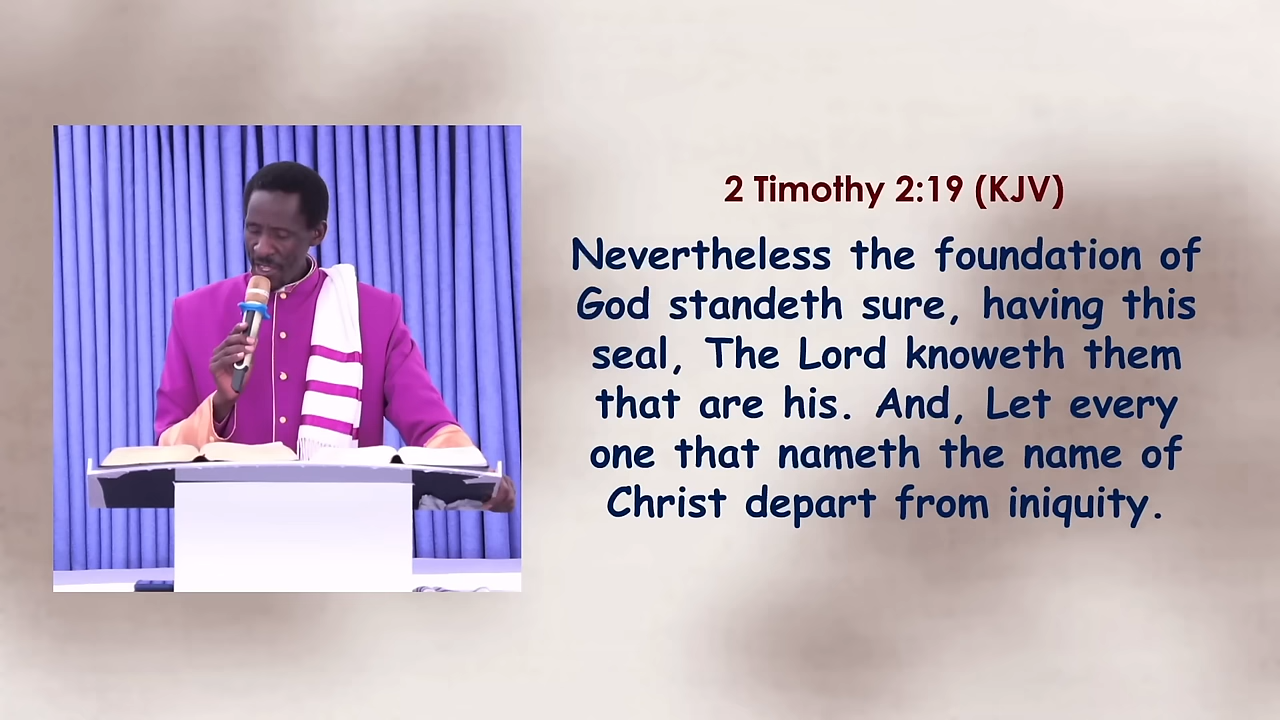 2 Timothy 2:19 (KJV)
Nevertheless the foundation of
God standeth sure, having this
seal, The Lord knoweth them
that are his. And, Let every
one that nameth the name of
Christ depart from iniquity.